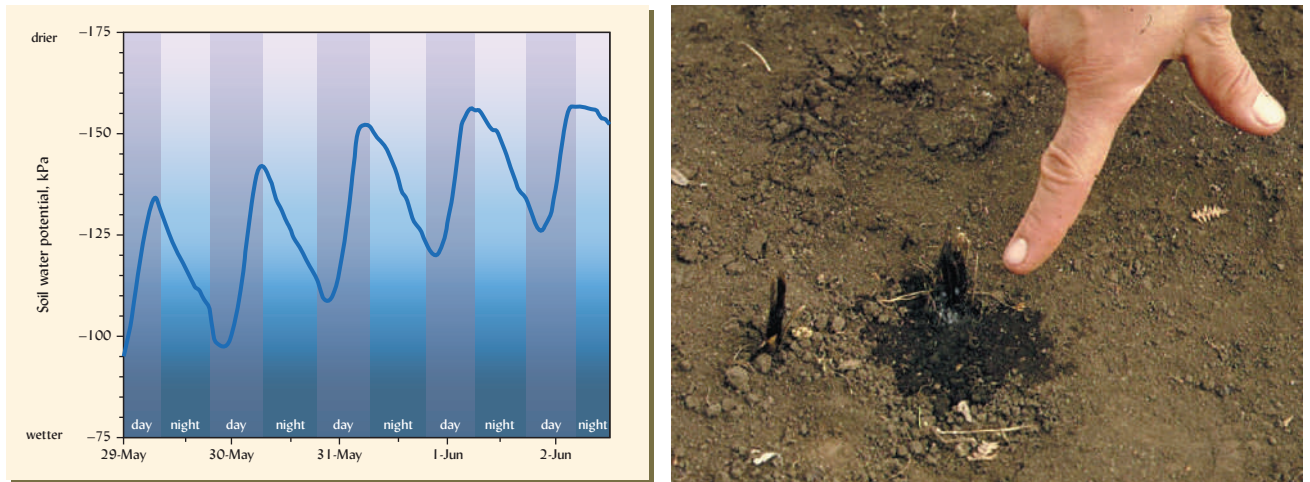 drier
−175
−150
−125
−100
wetter
−75
Soil water potential, kPa
day night day night day night day night day night
29-May 30-May 31-May 1-Jun 2-Jun